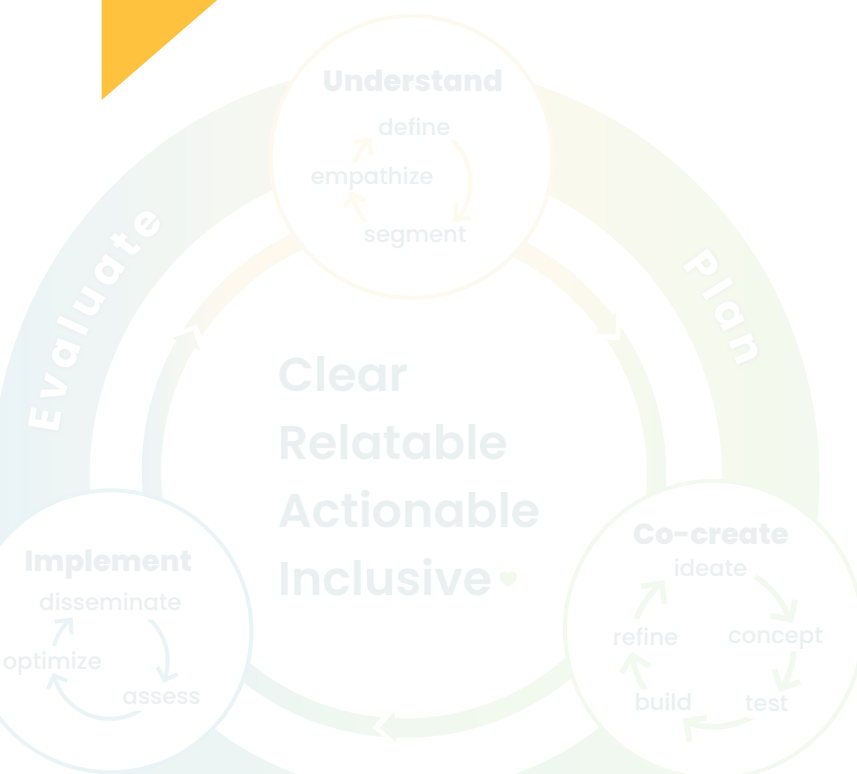 Understand
define
empathize
segment
Evaluate
Plan
Clear
Relatable
Actionable
Inclusive
Implement
disseminate
optimize
assess
Co-create
ideate
refine
concept
build
test